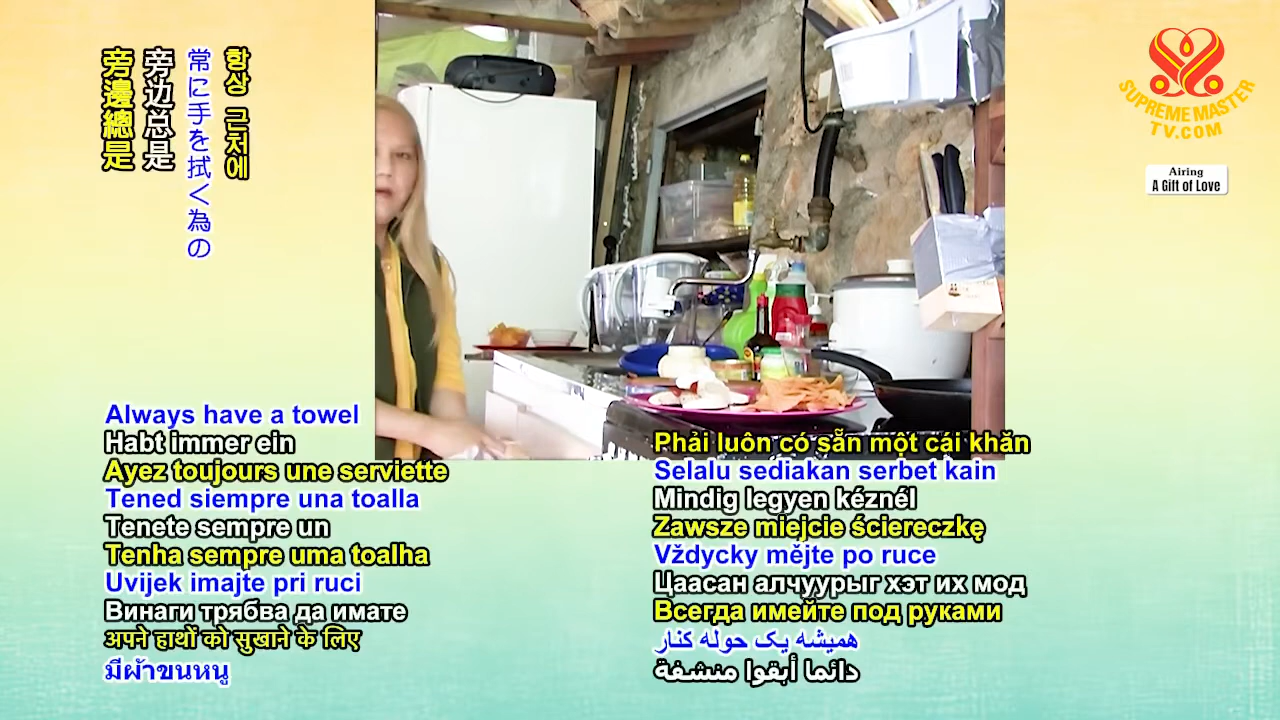 항상 근처에
常に手を拭く為の
旁边总是
旁邊總是
SUPREME MASTER
TV.COM
Airing
A Gift of Love
Always have a towel
Habt immer ein
Ayez toujours une serviette
Tened siempre una toalla
Tenete sempre un
Tenha sempre uma toalha
Uvijek imajte pri ruci
Винаги трябва да имате
अपने हाथों को सुखाने के लिए
มีผ้าขนหนู
Phải luôn có sẵn một cái khăn
Selalu sediakan serbet kain
Mindig legyen kéznél
Zawsze miejcie ściereczkę
Vždycky mějte po ruce
Цаасан алчуурыг хэт их мод
Всегда имейте под руками
همیشه یک حوله کنار
دائما أبقوا منشفة